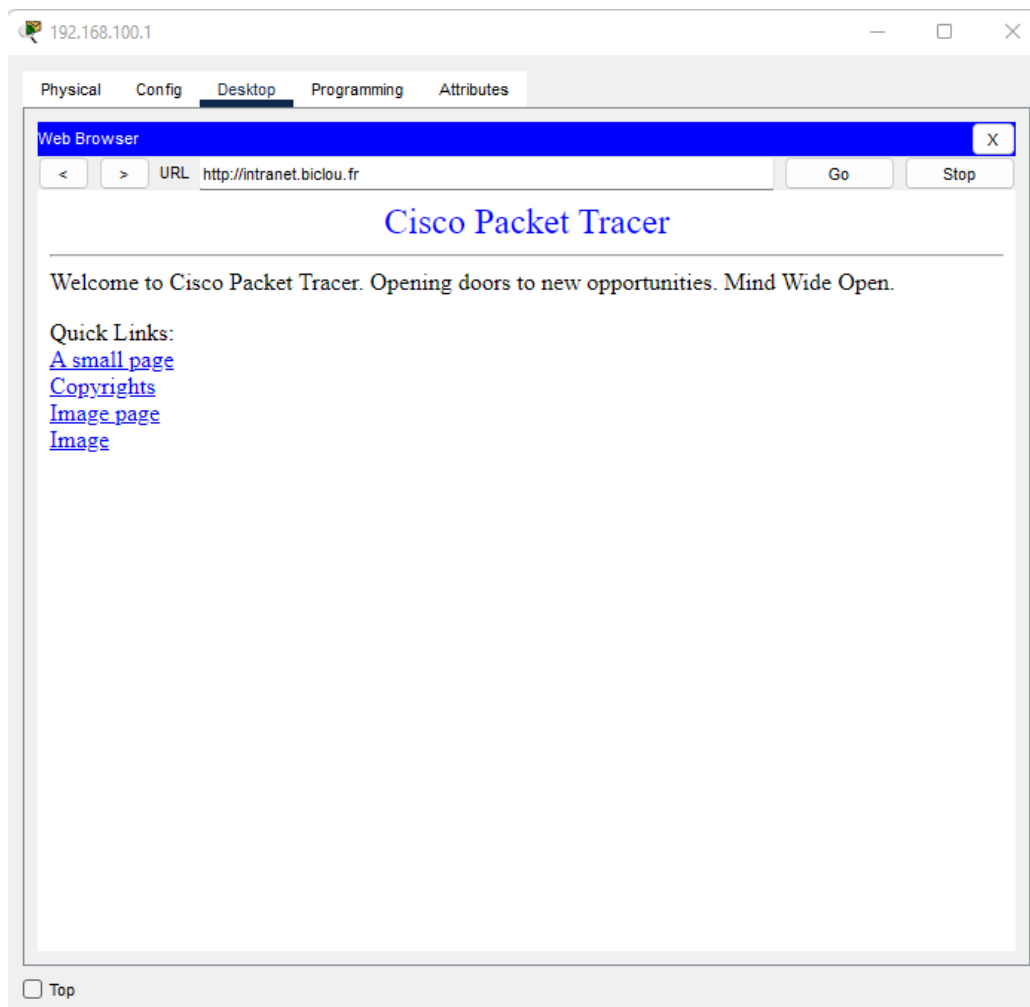 192.168.100.1
Physical Config Desktop Programming Attributes
Web Browser X
< > URL http://intranet.biclou.fr Go Stop
Cisco Packet Tracer
Welcome to Cisco Packet Tracer. Opening doors to new opportunities. Mind Wide Open.
Quick Links:
A small page
Copyrights
Image page
Image
Top